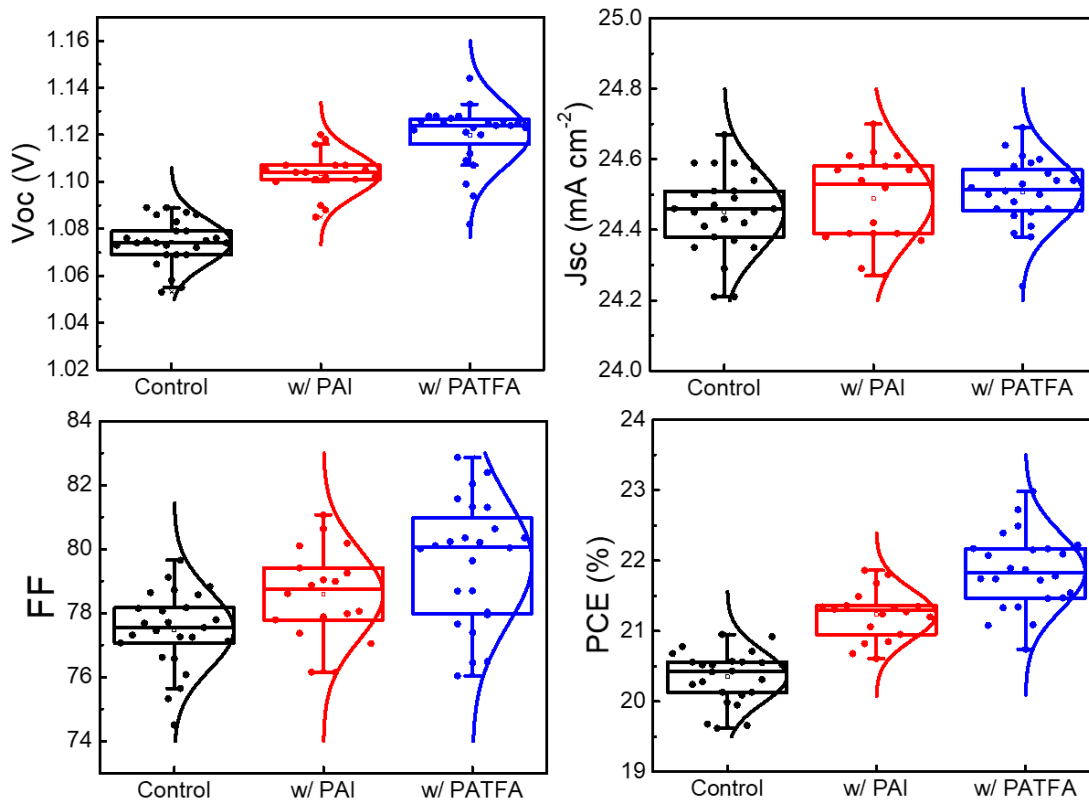 Voc (V)
1.16
1.14
1.12
1.10
1.08
1.06
1.04
1.02
Control
w/ PAI
w/ PATFA
Jsc (mA cm-2)
25.0
24.8
24.6
24.4
24.2
24.0
Control
w/ PAI
w/ PATFA
FF
84
82
80
78
76
74
Control
w/ PAI
w/ PATFA
PCE (%)
24
23
22
21
20
19
Control
w/ PAI
w/ PATFA